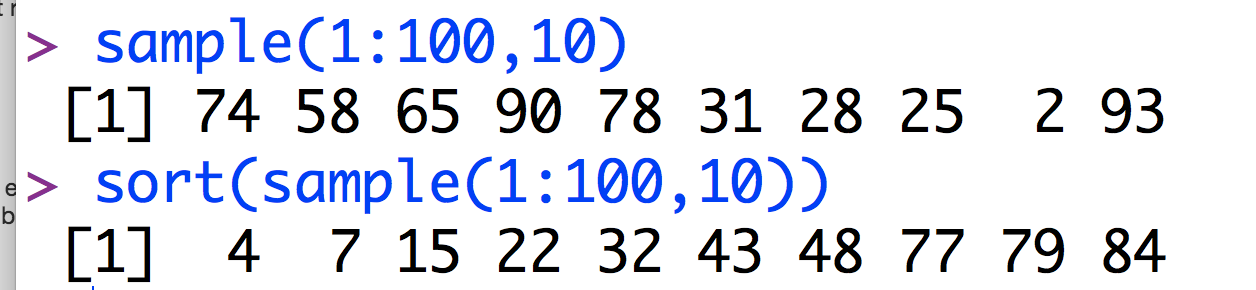 > sample(1:100,10)
[1] 74 58 65 90 78 31 28 25  2 93
> sort(sample(1:100,10))
[1]  4  7 15 22 32 43 48 77 79 84